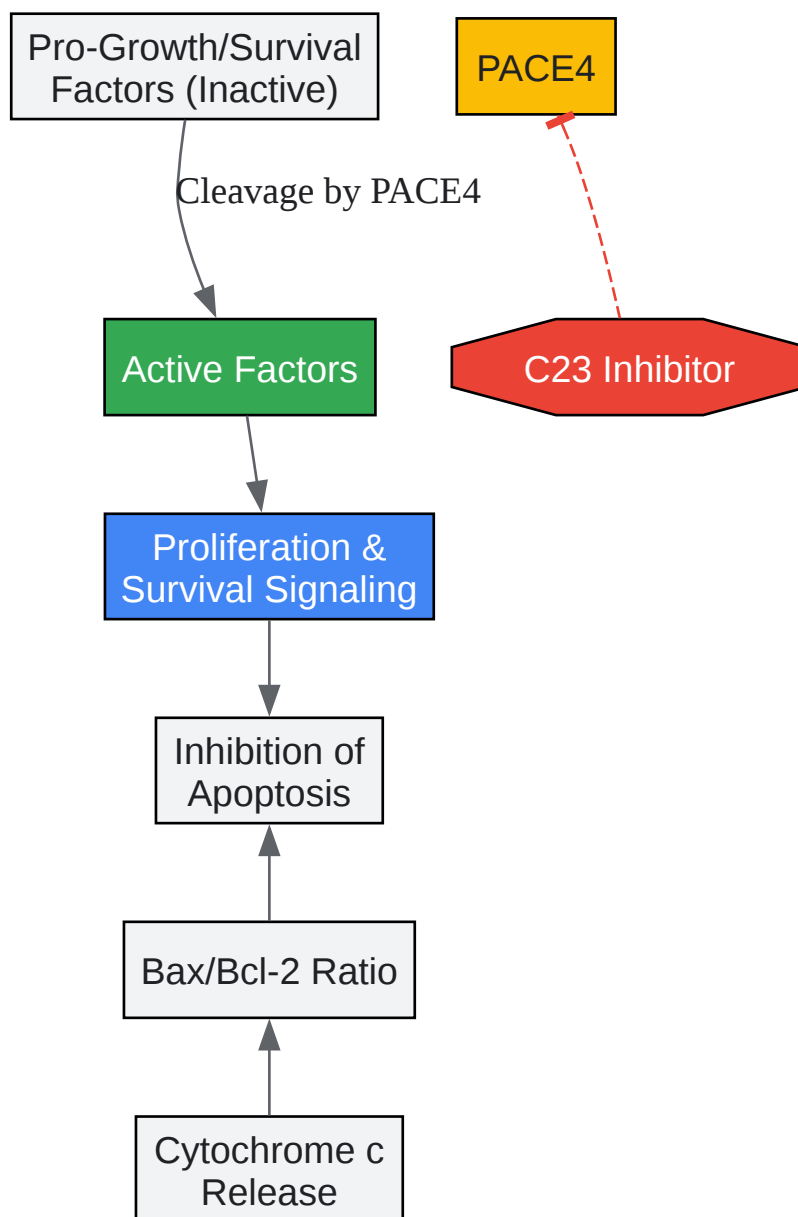 Pro-Growth/Survival
Factors (Inactive)
PACE4
Cleavage by PACE4
Active Factors
C23 Inhibitor
Proliferation &
Survival Signaling
Inhibition of
Apoptosis
Bax/Bcl-2 Ratio
Cytochrome c
Release